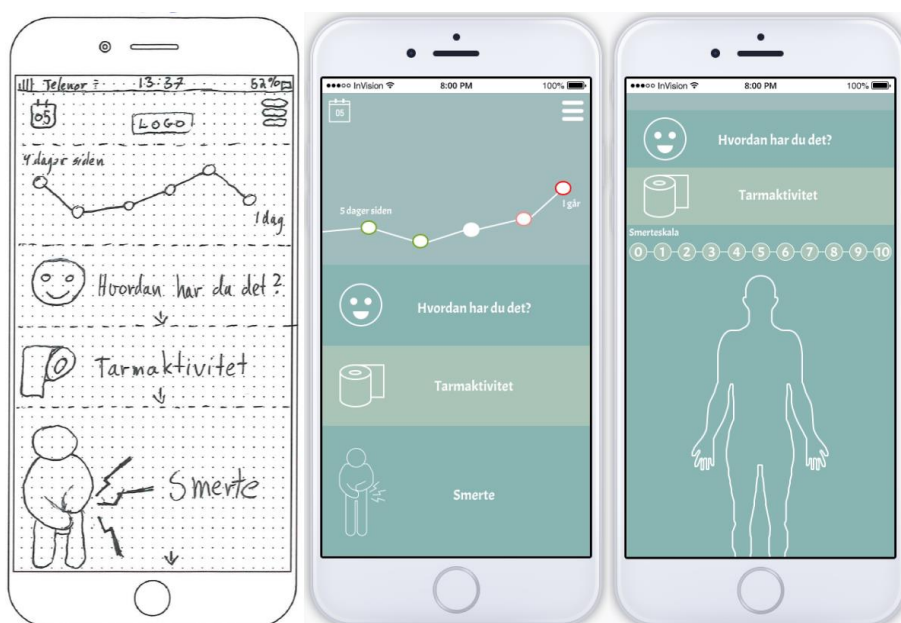 Telenor 13:37 52%
05
LOGO
4 dager siden
1 dag
Hvordan har du det?
Tarmaktivitet
Smerte
InVision 8:00 PM 100%
05
5 dager siden
I går
Hvordan har du det?
Tarmaktivitet
Smerte
InVision 8:00 PM 100%
Hvordan har du det?
Tarmaktivitet
Smerteskala
0 1 2 3 4 5 6 7 8 9 10